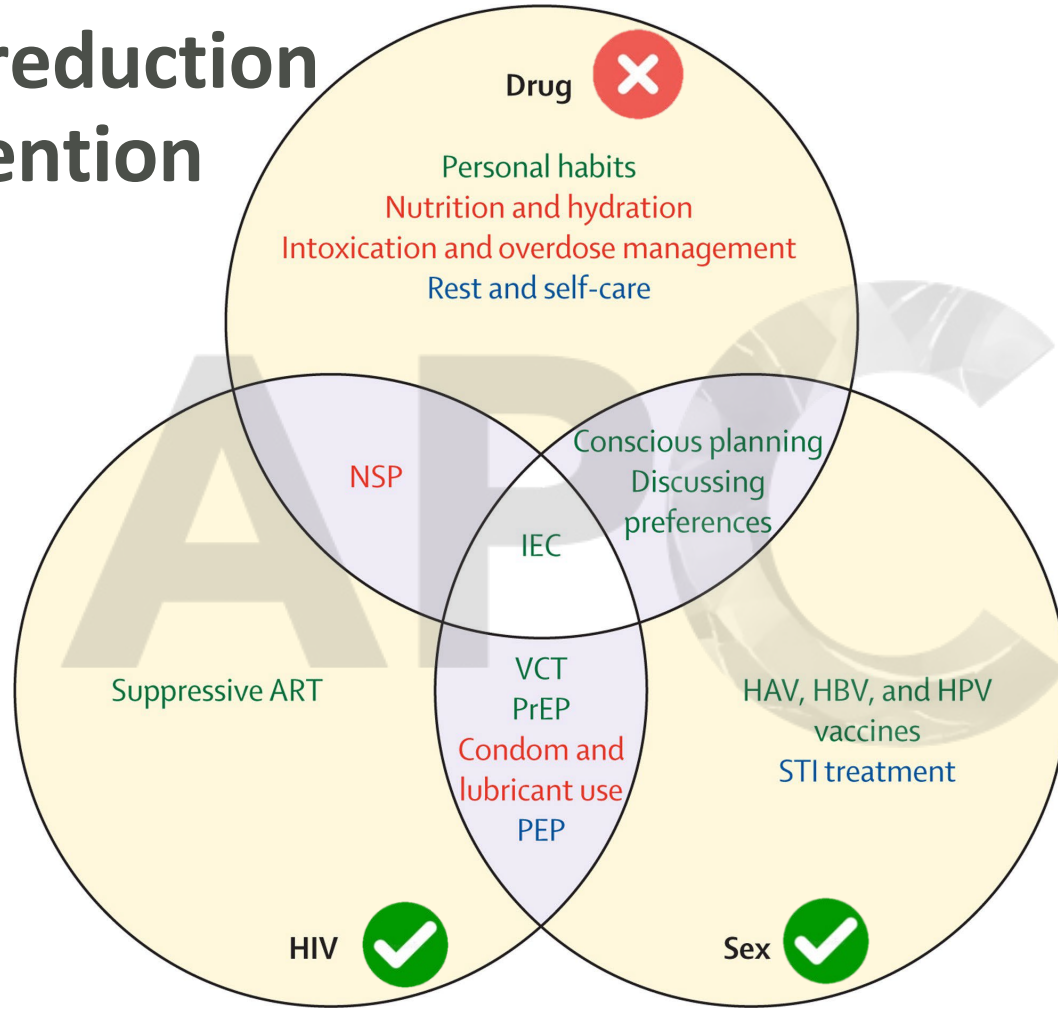 reduction
ention
Drug
Personal habits
Nutrition and hydration
Intoxication and overdose management
Rest and self-care
NSP
Conscious planning
Discussing
preferences
IEC
Suppressive ART
VCT
PrEP
Condom and
lubricant use
PEP
HAV, HBV, and HPV
vaccines
STI treatment
HIV
Sex
APC